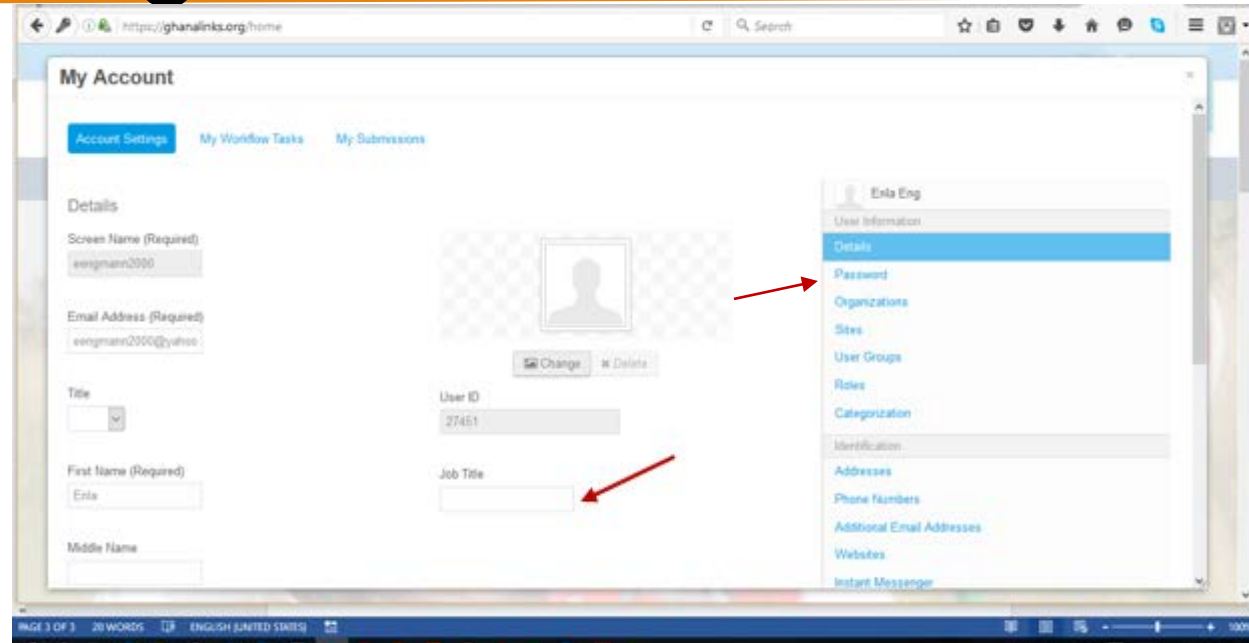 https://ghanalinks.org/home
Search
My Account
Account Settings My Workflow Tasks My Submissions
Details
Screen Name (Required)
eengmann2000
Email Address (Required)
eengmann2000@yahoo
Title
First Name (Required)
Enla
Middle Name
Change Delete
User ID
27451
Job Title
Enla Eng
User Information
Details
Password
Organizations
Sites
User Groups
Roles
Categorization
Identification
Addresses
Phone Numbers
Additional Email Addresses
Websites
Instant Messenger
PAGE 3 OF 3 20 WORDS ENGLISH (UNITED STATES)